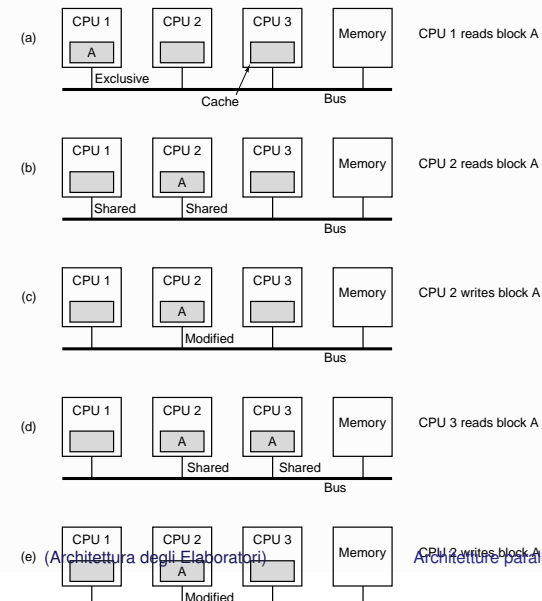 CPU 1 CPU 2 CPU 3 Memory
(a) A CPU 1 reads block A
Exclusive
Cache Bus
CPU 1 CPU 2 CPU 3 Memory
(b) A CPU 2 reads block A
Shared Shared
Bus
CPU 1 CPU 2 CPU 3 Memory
(c) A CPU 2 writes block A
Modified
Bus
CPU 1 CPU 2 CPU 3 Memory
(d) A A CPU 3 reads block A
Shared Shared
Bus
CPU 1 CPU 2 CPU 3 Memory
(e) A CPU 2 writes block A
(Architettura degli Elaboratori) Architetture paral
Modified